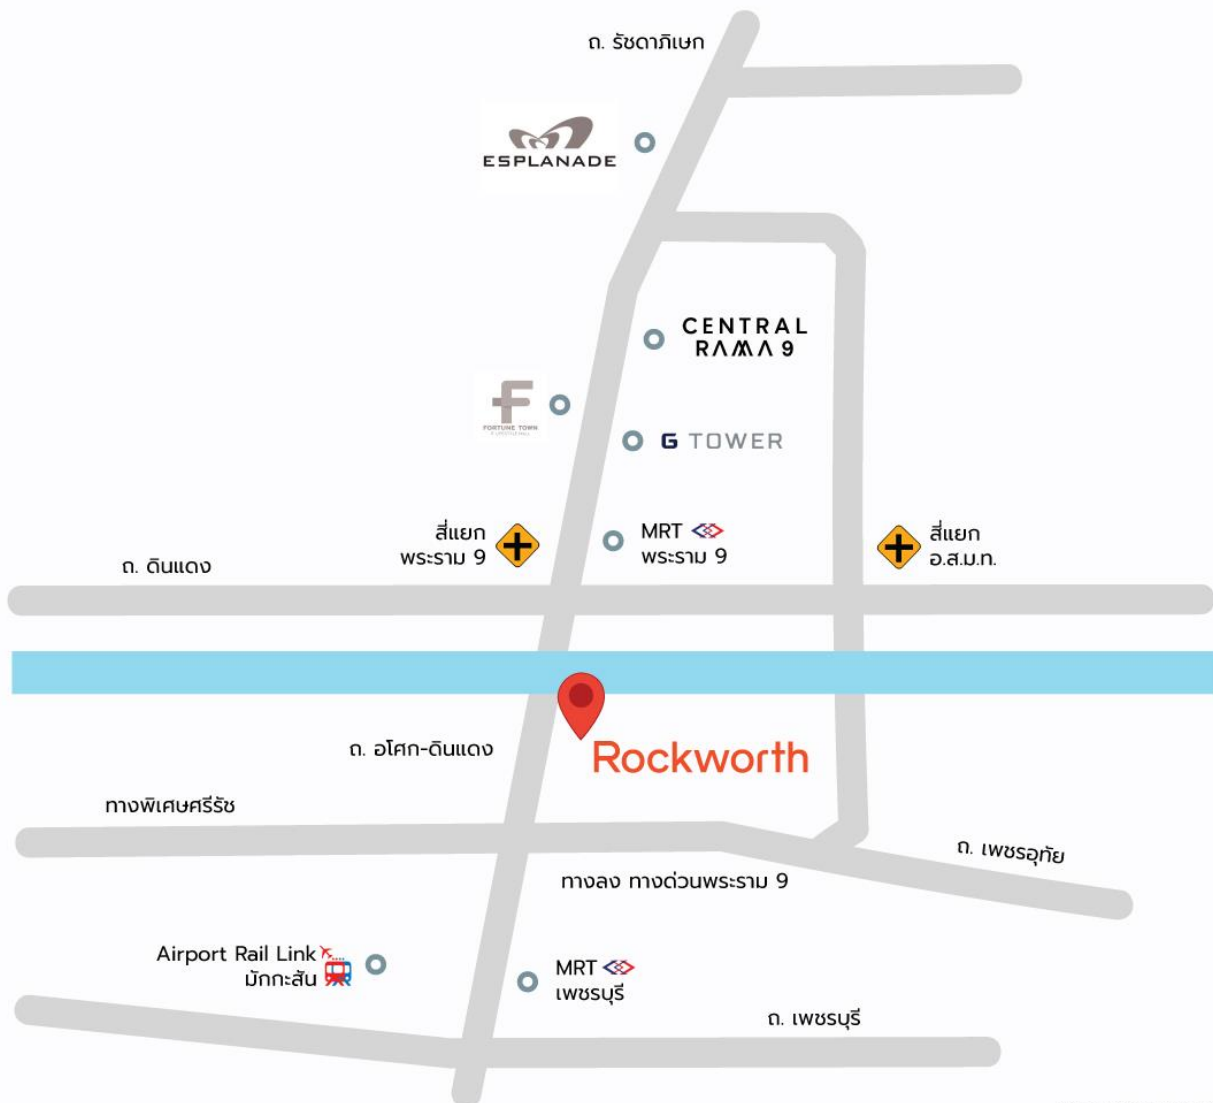 ถ. รัชดาภิเษก
ESPLANADE
CENTRAL
RAMA 9
FORTUNE TOWN
G TOWER
สี่แยก
พระราม 9
MRT
พระราม 9
สี่แยก
อ.ส.ม.ท.
ถ. ดินแดง
ถ. อโศก-ดินแดง
Rockworth
ทางพิเศษศรีรัช
ถ. เพชรอุทัย
ทางลง ทางด่วนพระราม 9
Airport Rail Link
มักกะสัน
MRT
เพชรบุรี
ถ. เพชรบุรี